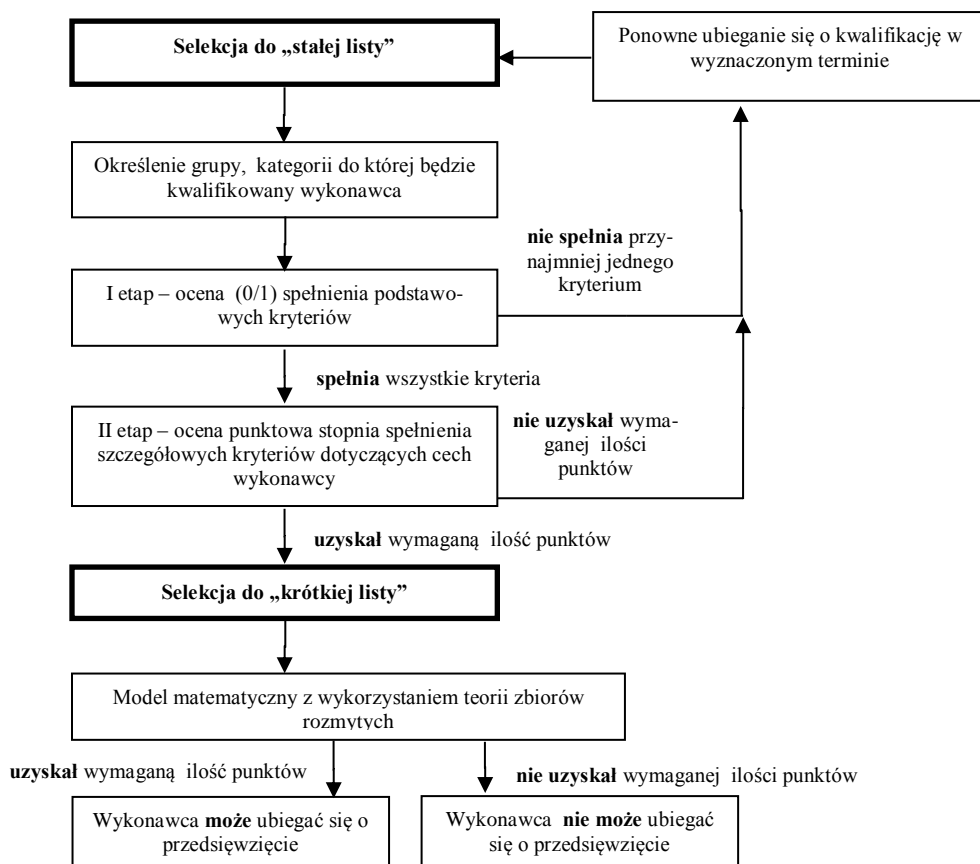 Selekcja do „stałej listy”
Ponowne ubieganie się o kwalifikację w
wyznaczonym terminie
Określenie grupy, kategorii do której będzie
kwalifikowany wykonawca
nie spełnia przy-
najmniej jednego
kryterium
I etap – ocena (0/1) spełnienia podstawo-
wych kryteriów
spełnia wszystkie kryteria
II etap – ocena punktowa stopnia spełnienia
szczegółowych kryteriów dotyczących cech
wykonawcy
nie uzyskał wyma-
ganej ilości
punktów
uzyskał wymaganą ilość punktów
Selekcja do „krótkiej listy”
Model matematyczny z wykorzystaniem teorii zbiorów
rozmytych
uzyskał wymaganą ilość punktów
nie uzyskał wymaganej ilości punktów
Wykonawca może ubiegać się o
przedsięwzięcie
Wykonawca nie może ubiegać
się o przedsięwzięcie